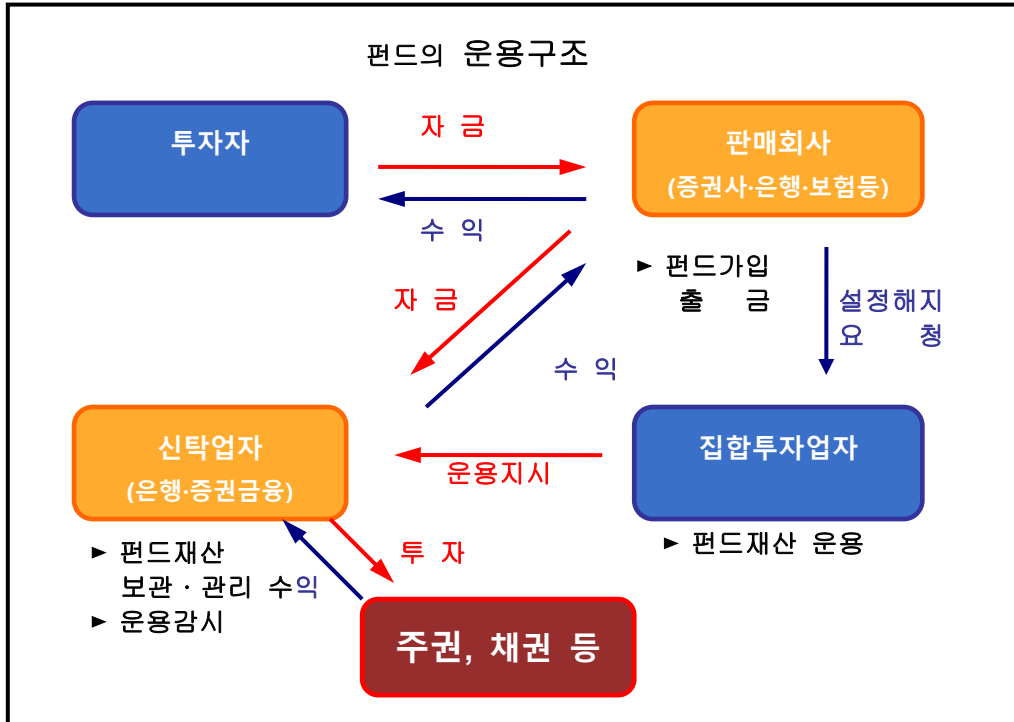 펀드의 운용구조
투자자
자 금
판매회사
(증권사·은행·보험등)
수 익
► 펀드가입
출 금
자 금
설정해지
요 청
수 익
신탁업자
(은행·증권금융)
운용지시
집합투자업자
► 펀드재산
보관 · 관리 수익
► 운용감시
투 자
► 펀드재산 운용
주권, 채권 등